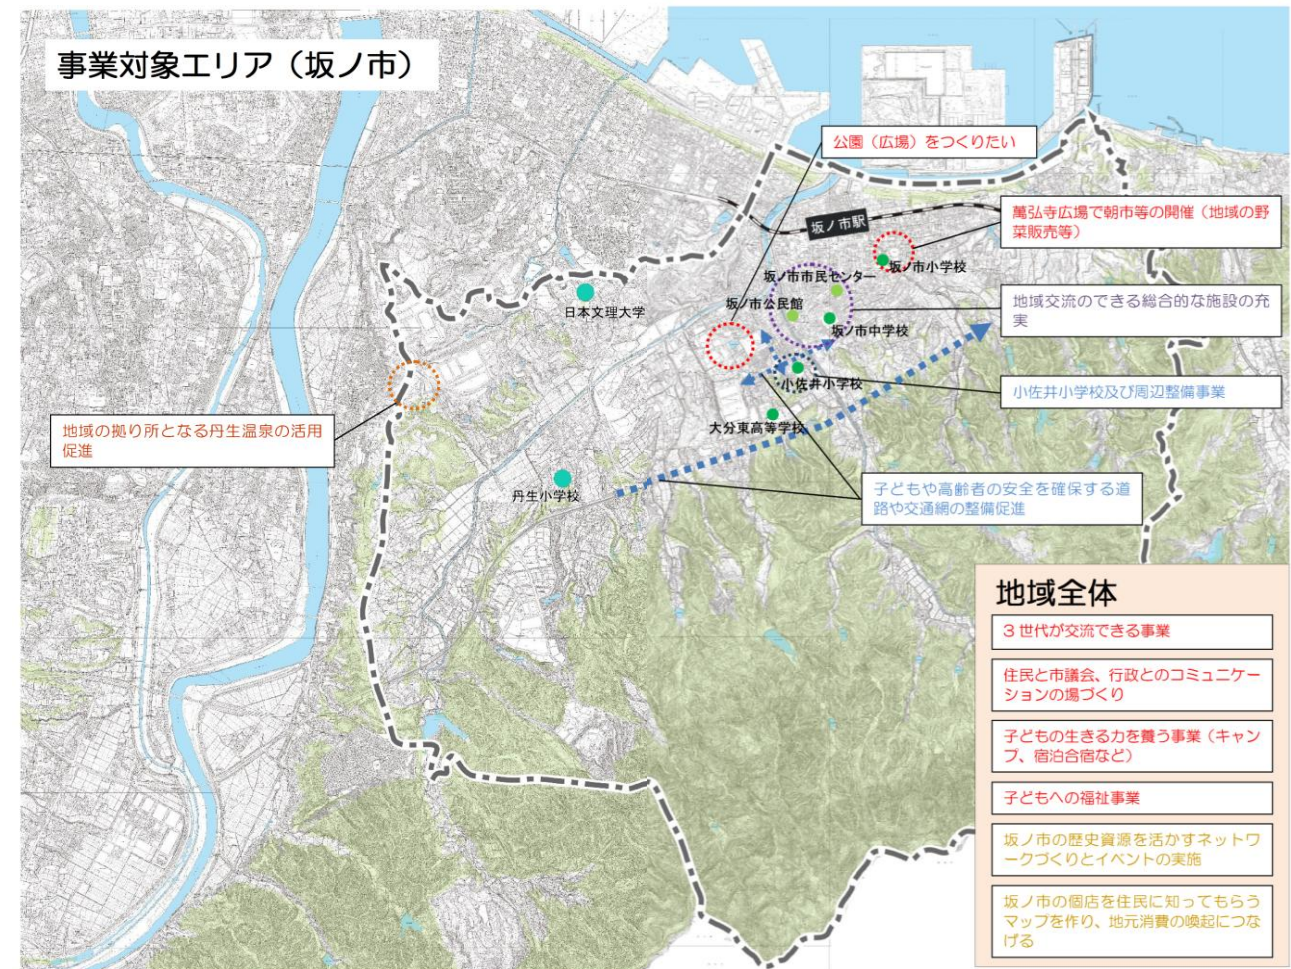 事業対象エリア（坂ノ市）
公園（広場）をつくりたい
萬弘寺広場で朝市等の開催（地域の野
菜販売等）
坂ノ市駅
坂ノ市小学校
坂ノ市市民センター
坂ノ市公民館
坂ノ市中学校
地域交流のできる総合的な施設の充
実
日本文理大学
小佐井小学校
小佐井小学校及び周辺整備事業
大分東高等学校
地域の拠り所となる丹生温泉の活用
促進
丹生小学校
子どもや高齢者の安全を確保する道
路や交通網の整備促進
地域全体
3世代が交流できる事業
住民と市議会、行政とのコミュニケー
ションの場づくり
子どもの生きる力を養う事業（キャン
プ、宿泊合宿など）
子どもへの福祉事業
坂ノ市の歴史資源を活かすネットワ
ークづくりとイベントの実施
坂ノ市の個店を住民に知ってもらう
マップを作り、地元消費の喚起につな
げる